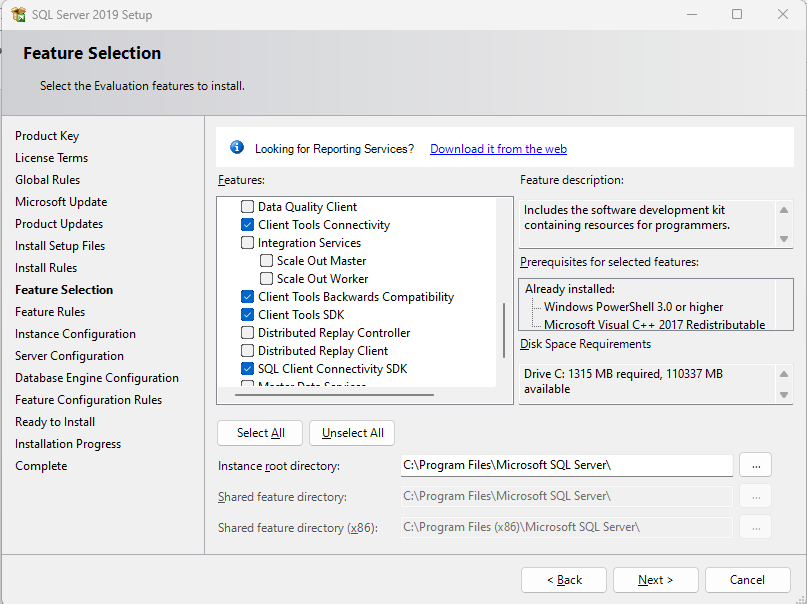 SQL Server 2019 Setup
Feature Selection
Select the Evaluation features to install.
Product Key
License Terms
Global Rules
Microsoft Update
Product Updates
Install Setup Files
Install Rules
Feature Selection
Feature Rules
Instance Configuration
Server Configuration
Database Engine Configuration
Feature Configuration Rules
Ready to Install
Installation Progress
Complete
Looking for Reporting Services? Download it from the web
Features:
Data Quality Client
Client Tools Connectivity
Integration Services
Scale Out Master
Scale Out Worker
Client Tools Backwards Compatibility
Client Tools SDK
Distributed Replay Controller
Distributed Replay Client
SQL Client Connectivity SDK
Master Data Services
Feature description:
Includes the software development kit
containing resources for programmers.
Prerequisites for selected features:
Already installed:
Windows PowerShell 3.0 or higher
Microsoft Visual C++ 2017 Redistributable
Disk Space Requirements
Drive C: 1315 MB required, 110337 MB
available
Select All
Unselect All
Instance root directory: C:\Program Files\Microsoft SQL Server\ ...
Shared feature directory: C:\Program Files\Microsoft SQL Server\ ...
Shared feature directory (x86): C:\Program Files (x86)\Microsoft SQL Server\ ...
< Back
Next >
Cancel